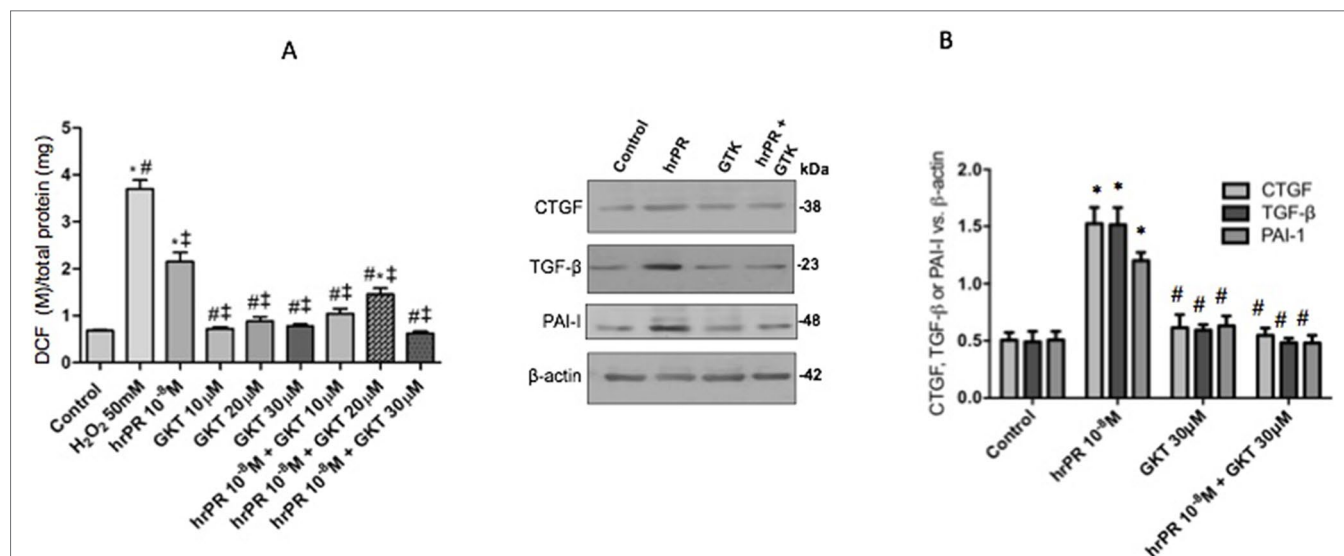 A
DCF (M)/total protein (mg)
5
4
3
2
1
0
* #
* ‡
# ‡
# ‡
# ‡
# ‡
# * ‡
# ‡
Control
H₂O₂ 50mM
hrPR 10⁻⁸M
GKT 10µM
GKT 20µM
GKT 30µM
hrPR 10⁻⁸M + GKT 10µM
hrPR 10⁻⁸M + GKT 20µM
hrPR 10⁻⁸M + GKT 30µM
Control
hrPR
GTK
hrPR +
GTK
kDa
CTGF
-38
TGF-β
-23
PAI-I
-48
β-actin
-42
B
CTGF, TGF-β or PAI-I vs. β-actin
2.0
1.5
1.0
0.5
0.0
CTGF
TGF-β
PAI-1
* * *
# # #
# # #
Control
hrPR 10⁻⁸M
GKT 30µM
hrPR 10⁻⁸M + GKT 30µM